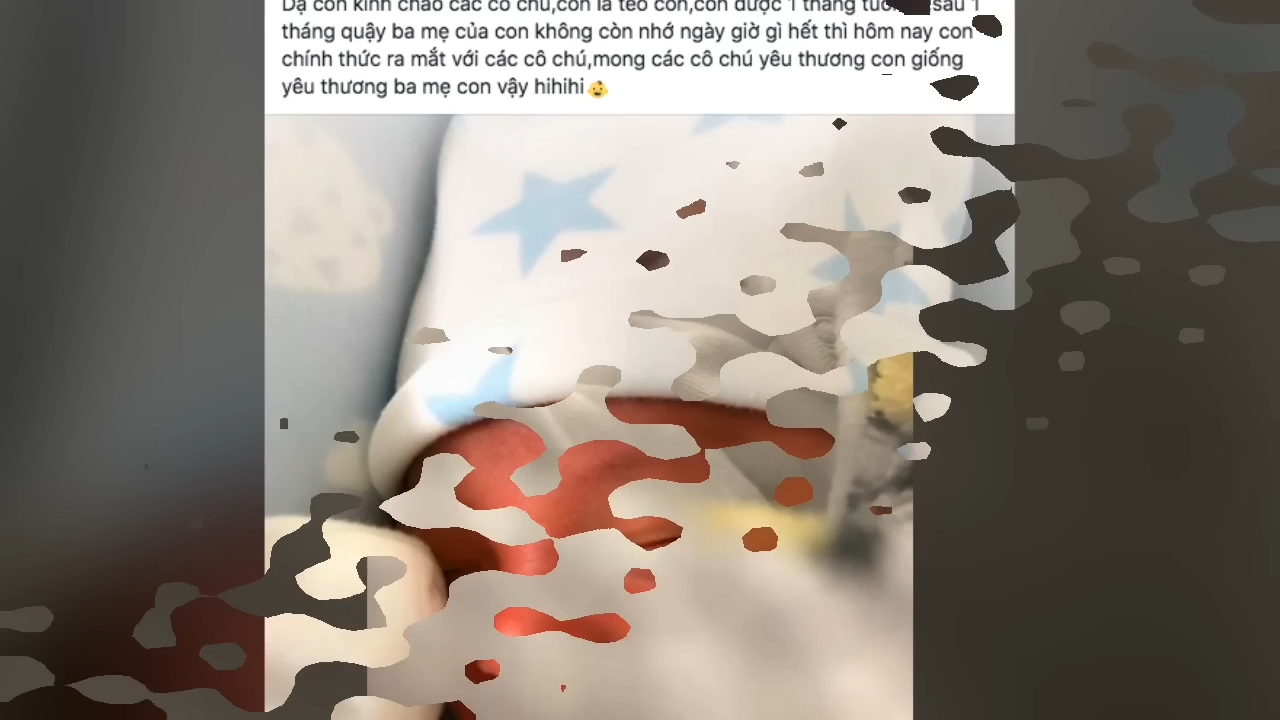 Dạ con kính chào các cô chú,con là tèo con,con được 1 tháng sau 1
tháng quậy ba mẹ của con không còn nhớ ngày giờ gì hết thì hôm nay con
chính thức ra mắt với các cô chú,mong các cô chú yêu thương con giống
yêu thương ba mẹ con vậy hihihi👶